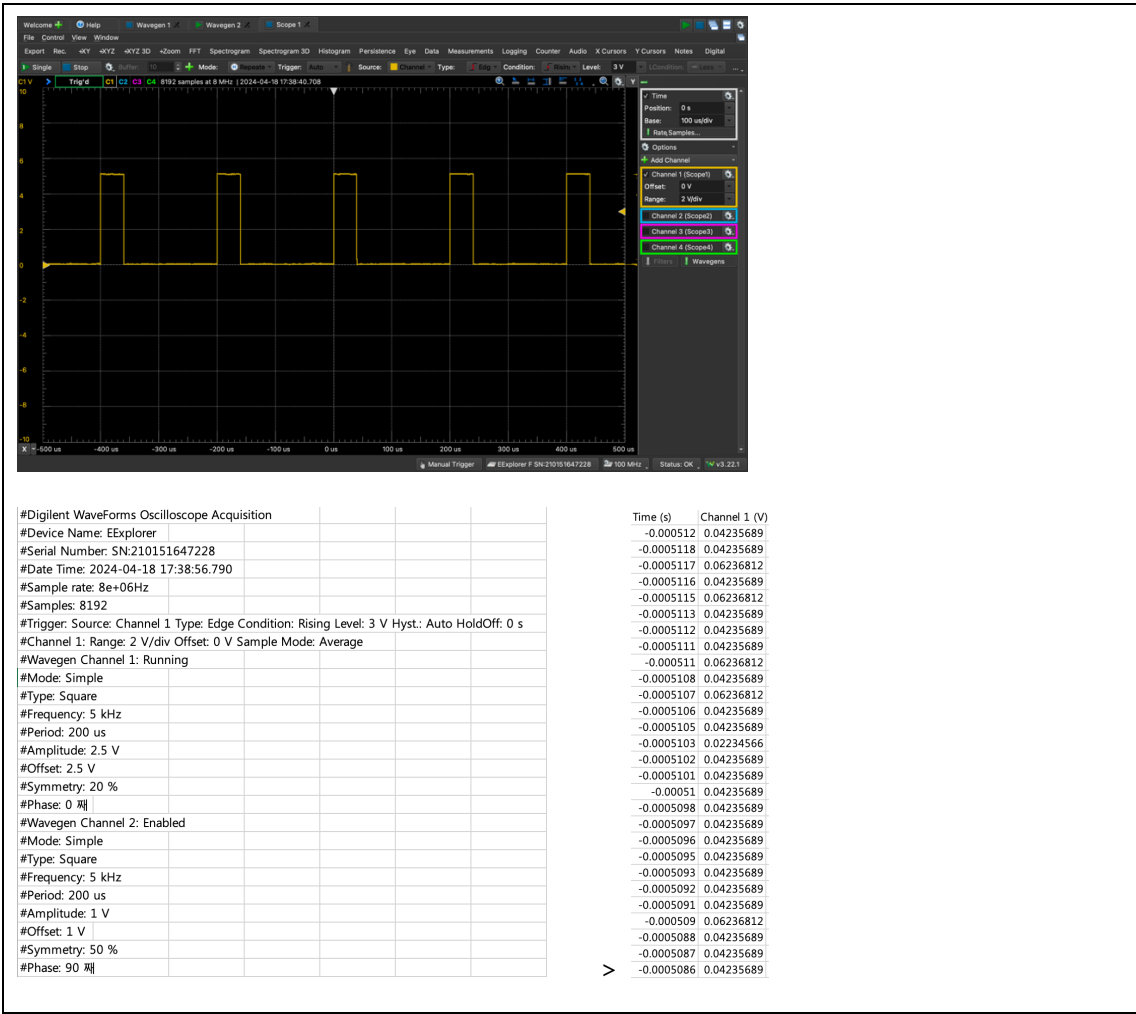 Welcome Help Wavegen 1 Wavegen 2 Scope 1
File Control View Window
Export Rec. +XY +XYZ +XYZ 3D +Zoom FFT Spectrogram Spectrogram 3D Histogram Persistence Eye Data Measurements Logging Counter Audio X Cursors Y Cursors Notes Digital
Single Stop Buffer: 10 Mode: Repeate Trigger: Auto Source: Channel Type: Edg Condition: Level: 3 V LCondition
C1 V Trig'd C1 C2 C3 C4 8192 samples at 8 MHz | 2024-04-18 17:38:40.708 Y
10
8
6
4
2
0
-2
-4
-6
-8
-10
X -500 us -400 us -300 us -200 us -100 us 0 us 100 us 200 us 300 us 400 us 500 us
Time
Position: 0 s
Base: 100 us/div
Rate,Samples...
Options
Add Channel
Channel 1 (Scope1)
Offset: 0 V
Range: 2 V/div
Channel 2 (Scope2)
Channel 3 (Scope3)
Channel 4 (Scope4)
Filters Wavegens
Manual Trigger EExplorer F SN:210151647228 100 MHz Status: OK v3.22.1
#Digilent WaveForms Oscilloscope Acquisition
#Device Name: EExplorer
#Serial Number: SN:210151647228
#Date Time: 2024-04-18 17:38:56.790
#Sample rate: 8e+06Hz
#Samples: 8192
#Trigger: Source: Channel 1 Type: Edge Condition: Rising Level: 3 V Hyst.: Auto HoldOff: 0 s
#Channel 1: Range: 2 V/div Offset: 0 V Sample Mode: Average
#Wavegen Channel 1: Running
#Mode: Simple
#Type: Square
#Frequency: 5 kHz
#Period: 200 us
#Amplitude: 2.5 V
#Offset: 2.5 V
#Symmetry: 20 %
#Phase: 0 째
#Wavegen Channel 2: Enabled
#Mode: Simple
#Type: Square
#Frequency: 5 kHz
#Period: 200 us
#Amplitude: 1 V
#Offset: 1 V
#Symmetry: 50 %
#Phase: 90 째
>
Time (s) Channel 1 (V)
-0.000512 0.04235689
-0.0005118 0.04235689
-0.0005117 0.06236812
-0.0005116 0.04235689
-0.0005115 0.06236812
-0.0005113 0.04235689
-0.0005112 0.04235689
-0.0005111 0.04235689
-0.000511 0.06236812
-0.0005108 0.04235689
-0.0005107 0.06236812
-0.0005106 0.04235689
-0.0005105 0.04235689
-0.0005103 0.02234566
-0.0005102 0.04235689
-0.0005101 0.04235689
-0.00051 0.04235689
-0.0005098 0.04235689
-0.0005097 0.04235689
-0.0005096 0.04235689
-0.0005095 0.04235689
-0.0005093 0.04235689
-0.0005092 0.04235689
-0.0005091 0.04235689
-0.000509 0.06236812
-0.0005088 0.04235689
-0.0005087 0.04235689
-0.0005086 0.04235689